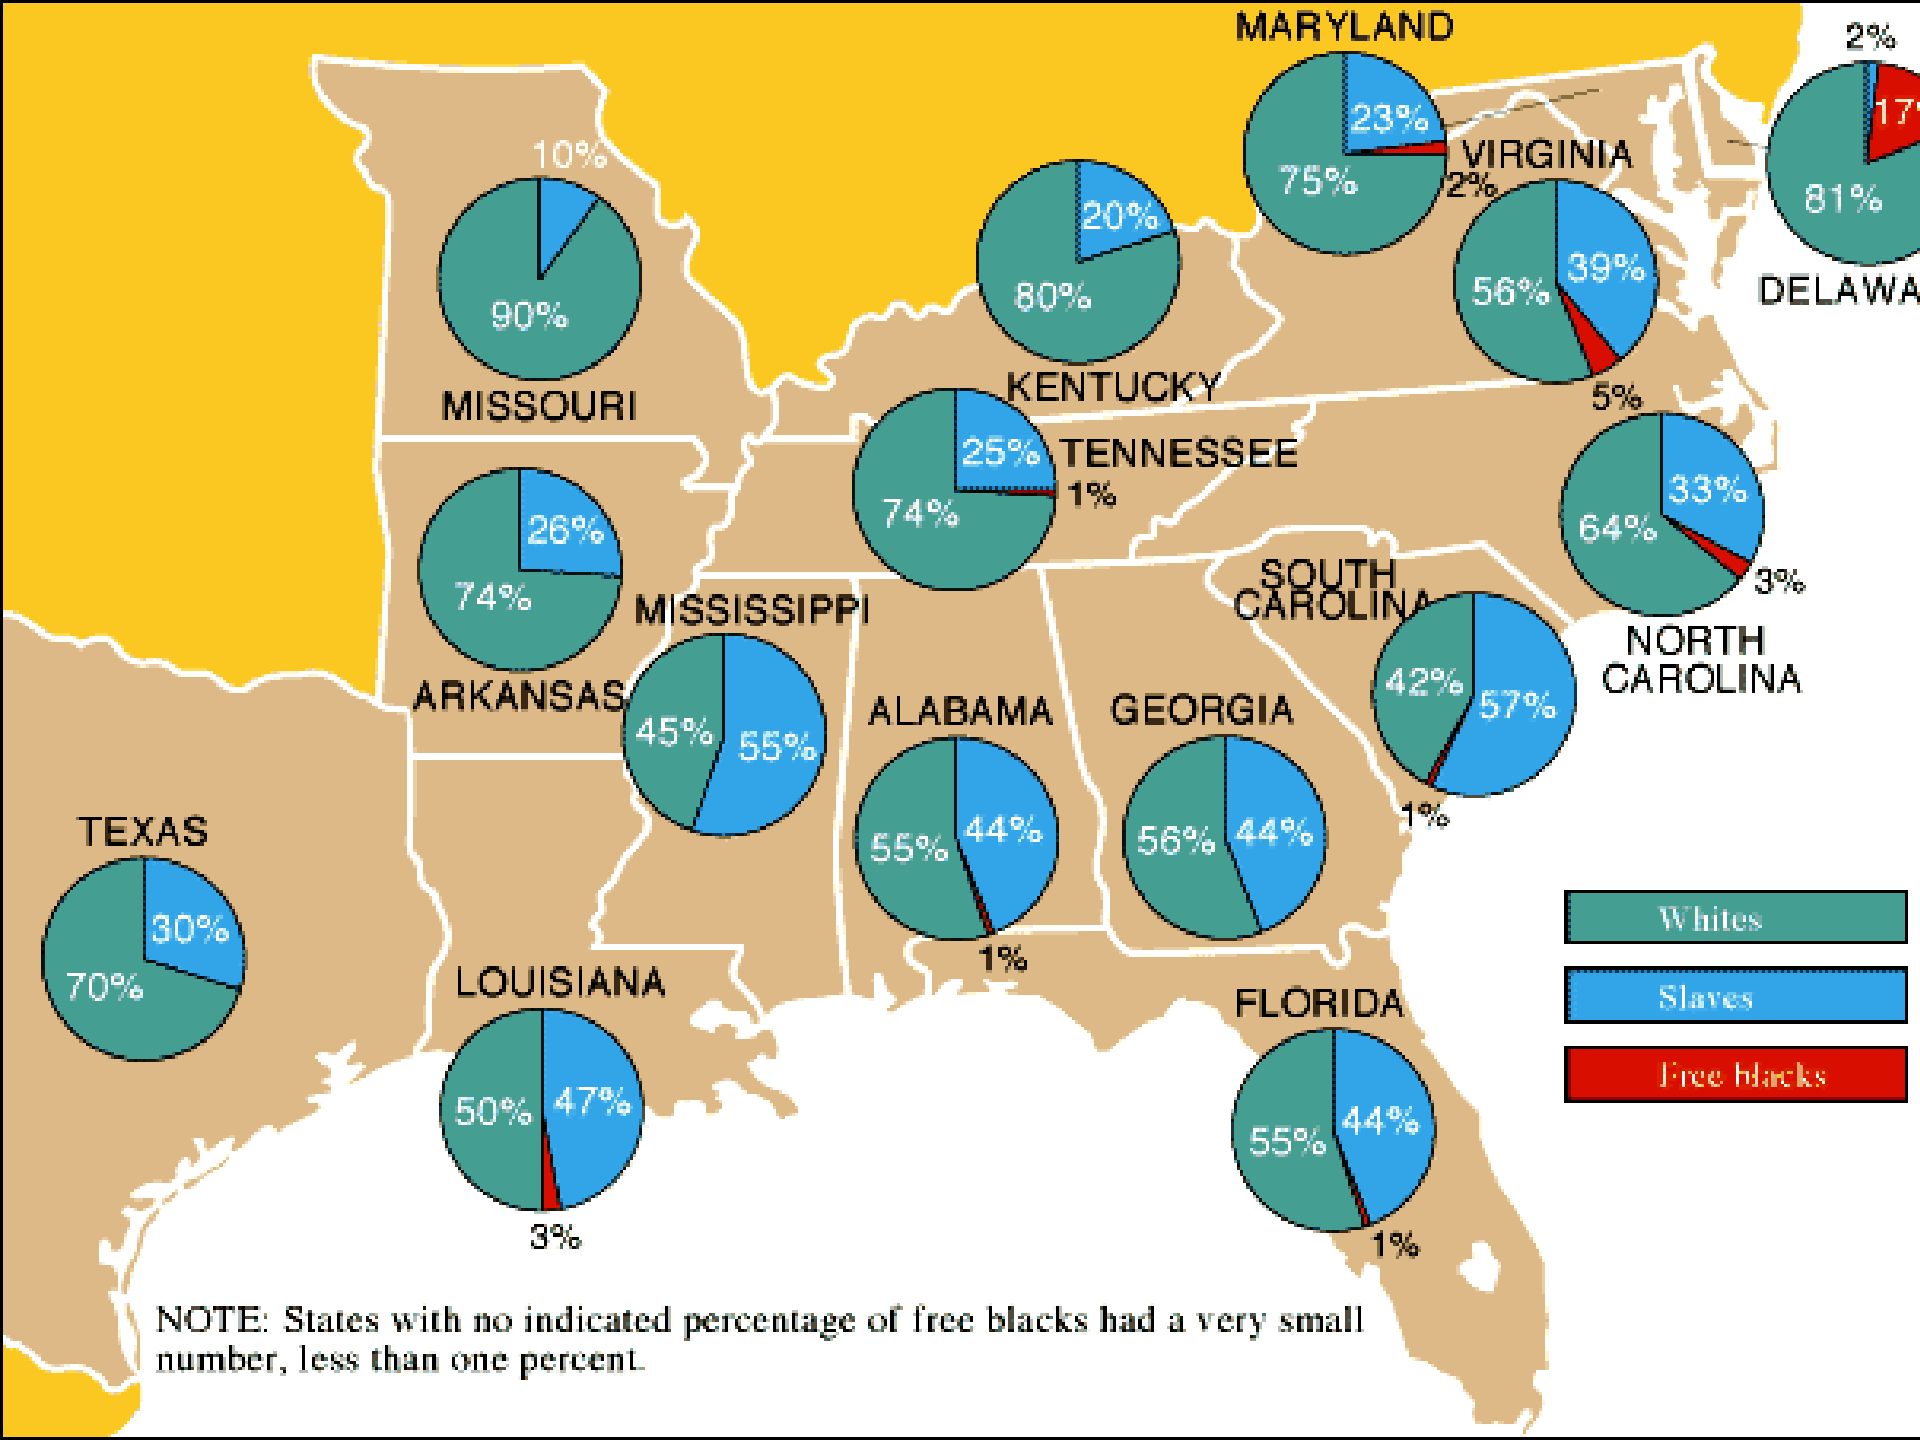 MARYLAND
23%
75%
2%
2%
17
81%
DELAWA
VIRGINIA
39%
56%
5%
10%
90%
MISSOURI
20%
80%
KENTUCKY
25%
74%
TENNESSEE
1%
33%
64%
3%
NORTH
CAROLINA
26%
74%
ARKANSAS
MISSISSIPPI
45%
55%
SOUTH
CAROLINA
42%
57%
1%
ALABAMA
55%
44%
1%
GEORGIA
56%
44%
TEXAS
30%
70%
LOUISIANA
50%
47%
3%
FLORIDA
55%
44%
1%
Whites
Slaves
Free blacks
NOTE: States with no indicated percentage of free blacks had a very small
number, less than one percent.